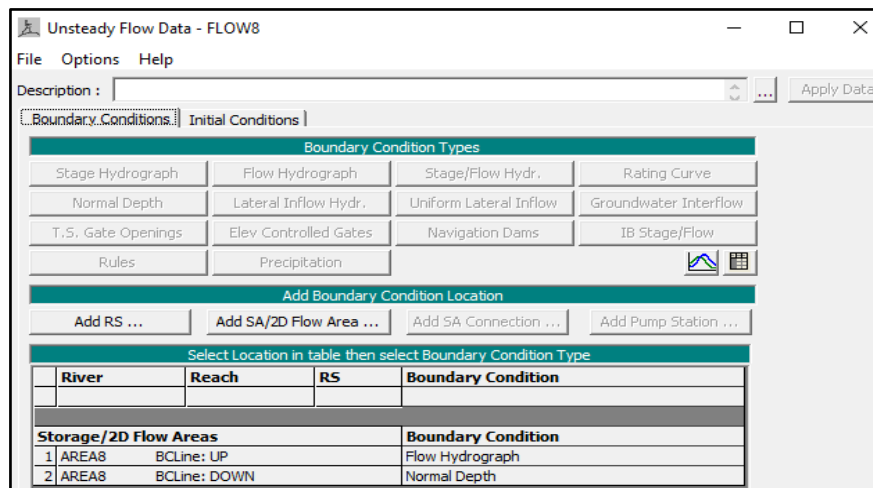 Unsteady Flow Data - FLOW8
File Options Help
Description : ... Apply Data
Boundary Conditions Initial Conditions
Boundary Condition Types
Stage Hydrograph Flow Hydrograph Stage/Flow Hydr. Rating Curve
Normal Depth Lateral Inflow Hydr. Uniform Lateral Inflow Groundwater Interflow
T.S. Gate Openings Elev Controlled Gates Navigation Dams IB Stage/Flow
Rules Precipitation
Add Boundary Condition Location
Add RS ... Add SA/2D Flow Area ... Add SA Connection ... Add Pump Station ...
Select Location in table then select Boundary Condition Type
River Reach RS Boundary Condition
Storage/2D Flow Areas Boundary Condition
1 AREA8 BCLine: UP Flow Hydrograph
2 AREA8 BCLine: DOWN Normal Depth